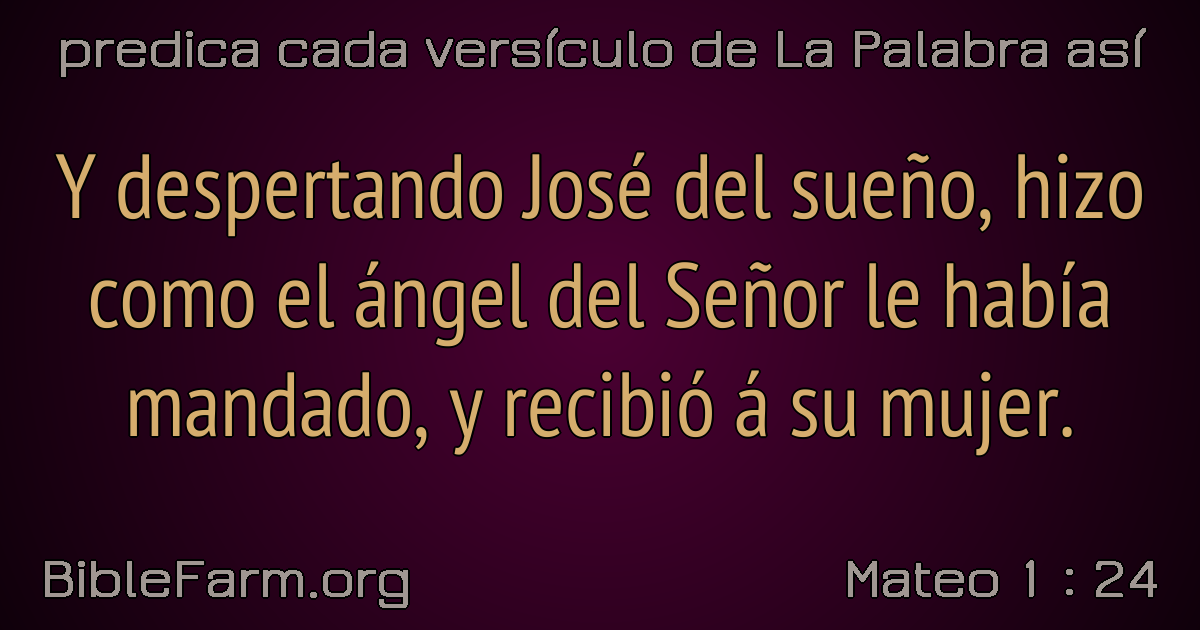 predica cada versículo de La Palabra así
Y despertando José del sueño, hizo
como el ángel del Señor le había
mandado, y recibió á su mujer.
BibleFarm.org
Mateo 1 : 24